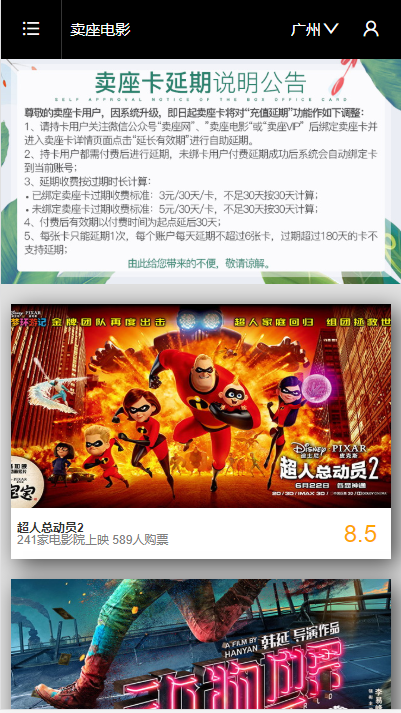 卖座电影
广州
卖座卡延期说明公告
SELF APPROVAL NOTICE OF THE BOX OFFICE CARD
尊敬的卖座卡用户，因系统升级，即日起卖座卡将对“充值延期”功能作如下调整：
1、请持卡用户关注微信公众号“卖座网”、“卖座电影”或“卖座VIP” 后绑定卖座卡并
进入卖座卡详情页面点击“延长有效期”进行自助延期。
2、持卡用户都需付费后进行延期，未绑卡用户付费延期成功后系统会自动绑定卡
到当前账号；
3、延期收费按过期时长计算：
•已绑定卖座卡过期收费标准：3元/30天/卡，不足30天按30天计算；
•未绑定卖座卡过期收费标准：5元/30天/卡，不足30天按30天计算；
4、付费后有效期以付费时间为起点延后30天；
5、每张卡只能延期1次，每个账户每天延期不超过6张卡，过期超过180天的卡不
支持延期；
由此给您带来的不便，敬请谅解。
金牌团队再度出击
超人家庭回归 组团拯救世
DISNEY PIXAR
迪士尼 皮克斯
超人总动员2
6月22日
2D/3D/IMAX 3D/
超人总动员2
241家电影院上映 589人购票
8.5
A FILM BY HANYAN
韩延 导演作品
动物世界
李易峰